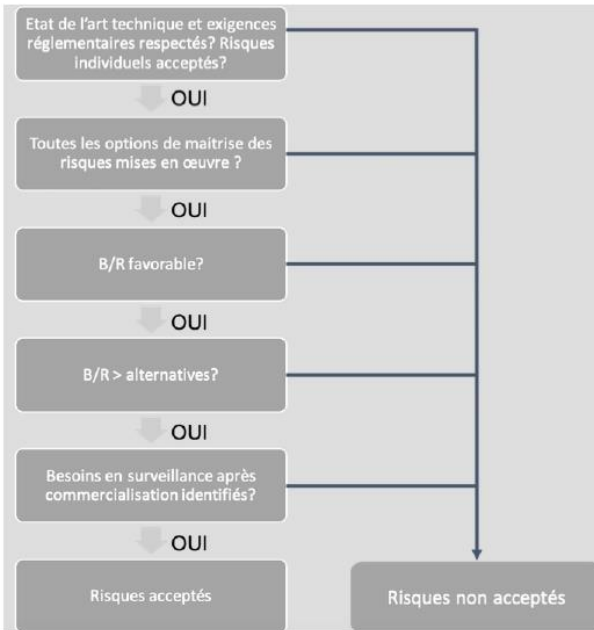 Etat de l'art technique et exigences
réglementaires respectés? Risques
individuels acceptés?
OUI
Toutes les options de maîtrise des
risques mises en œuvre ?
OUI
B/R favorable?
OUI
B/R > alternatives?
OUI
Besoins en surveillance après
commercialisation identifiés?
OUI
Risques acceptés
Risques non acceptés